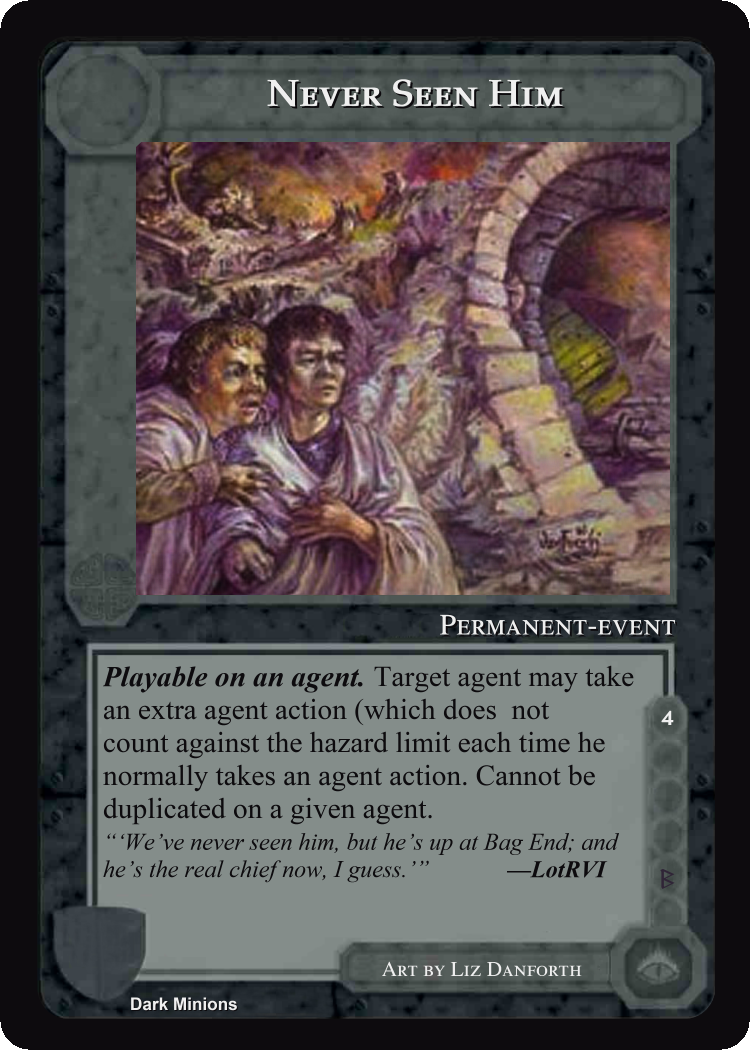 NEVER SEEN HIM
PERMANENT-EVENT
Playable on an agent. Target agent may take
an extra agent action (which does not
count against the hazard limit each time he
normally takes an agent action. Cannot be
duplicated on a given agent.
“‘We’ve never seen him, but he’s up at Bag End; and
he’s the real chief now, I guess.’” —LotRVI
4
ᛒ
ART BY LIZ DANFORTH
Dark Minions